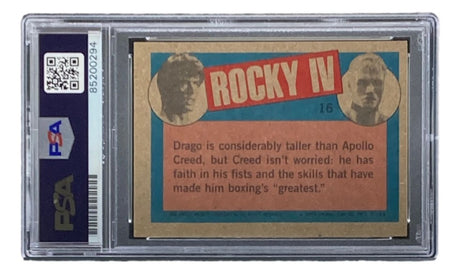 85200294
PSA
PSA
ROCKY IV
16
Drago is considerably taller than Apollo
Creed, but Creed isn't worried: he has
faith in his fists and the skills that have
made him boxing's "greatest."